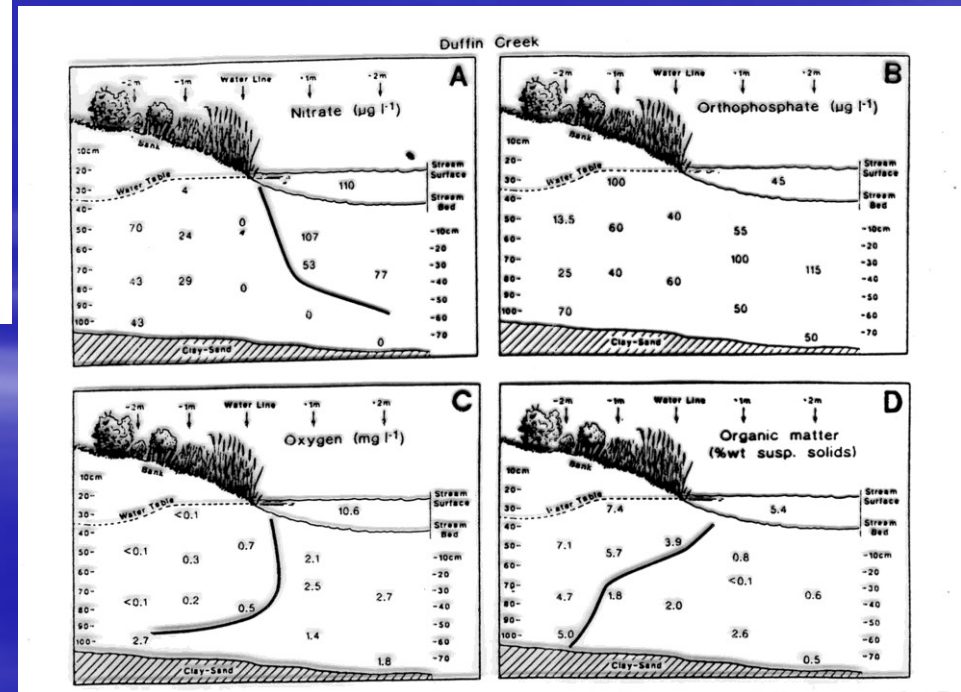 Duffin Creek
A
-2m -1m Water Line +1m +2m
Nitrate (µg l-1)
Bank
10cm
20-
30-
40-
50-
60-
70-
80-
90-
100-
Water Table
Stream Surface
Stream Bed
-10cm
-20
-30
-40
-50
-60
-70
110
4
70 24 0 107
53
77
43 29 0
0
43
0
Clay-Sand
B
-2m -1m Water Line +1m +2m
Orthophosphate (µg l-1)
Bank
10cm
20-
30-
40-
50-
60-
70-
80-
90-
100-
Water Table
Stream Surface
Stream Bed
-10cm
-20
-30
-40
-50
-60
-70
100 45
13.5 60 40 55
100
115
25 40 60
50
70
50
Clay-Sand
C
-2m -1m Water Line +1m +2m
Oxygen (mg l-1)
Bank
10cm
20-
30-
40-
50-
60-
70-
80-
90-
100-
Water Table
Stream Surface
Stream Bed
-10cm
-20
-30
-40
-50
-60
-70
<0.1 10.6
<0.1 0.3 0.7 2.1
2.5
2.7
<0.1 0.2 0.5
1.4
2.7
1.8
Clay-Sand
D
-2m -1m Water Line +1m +2m
Organic matter
(%wt susp. solids)
Bank
10cm
20-
30-
40-
50-
60-
70-
80-
90-
100-
Water Table
Stream Surface
Stream Bed
-10cm
-20
-30
-40
-50
-60
-70
7.4 5.4
7.1 5.7 3.9 0.8
<0.1
0.6
4.7 1.8 2.0
2.6
5.0
0.5
Clay-Sand